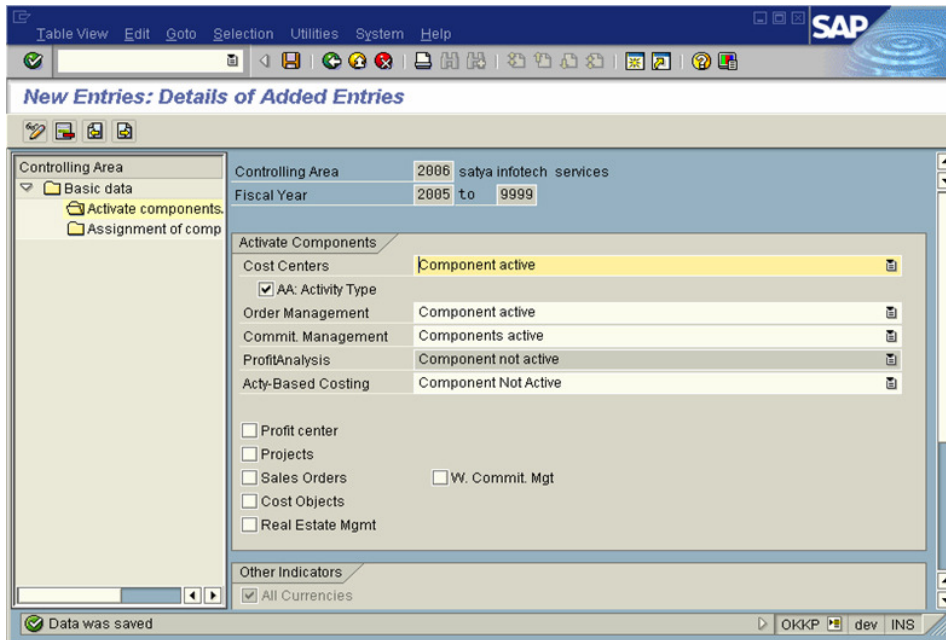 Table View Edit Goto Selection Utilities System Help
SAP
New Entries: Details of Added Entries
Controlling Area
Basic data
Activate components.
Assignment of comp
Controlling Area 2006 satya infotech services
Fiscal Year 2005 to 9999
Activate Components
Cost Centers Component active
AA: Activity Type
Order Management Component active
Commit. Management Components active
ProfitAnalysis Component not active
Acty-Based Costing Component Not Active
Profit center
Projects
Sales Orders W. Commit. Mgt
Cost Objects
Real Estate Mgmt
Other Indicators
All Currencies
Data was saved OKKP dev INS